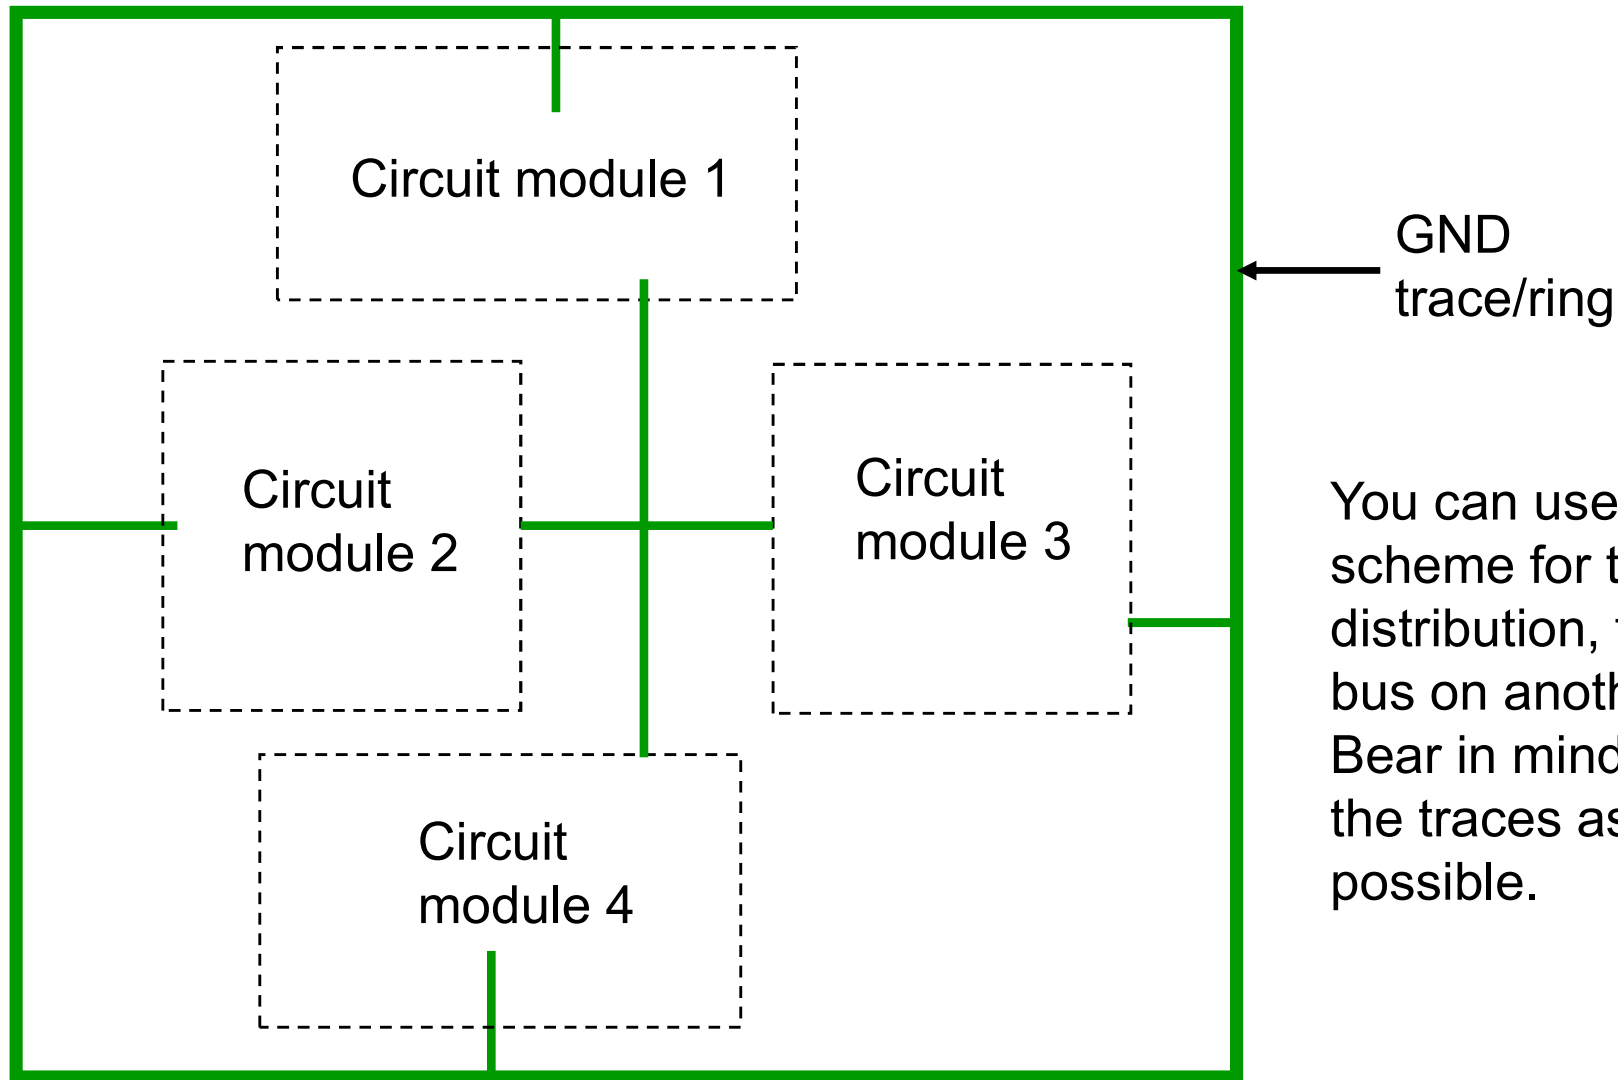 Circuit module 1
GND
trace/ring
Circuit
module 2
Circuit
module 3
You can use
scheme for
distribution,
bus on
Bear in mind
the traces as
possible.
Circuit
module 4